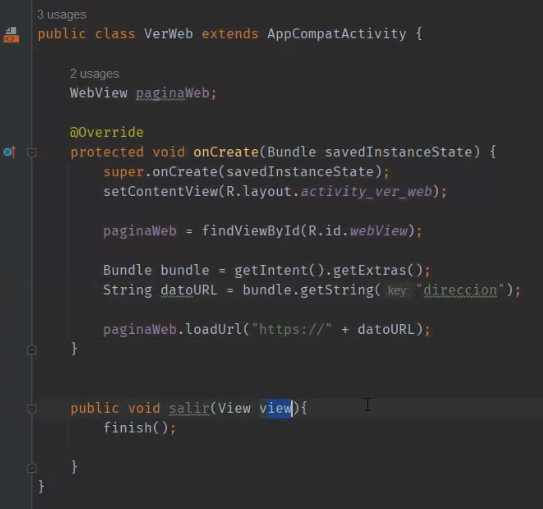 3 usages
public class VerWeb extends AppCompatActivity {
2 usages
WebView paginaWeb;
@Override
protected void onCreate(Bundle savedInstanceState) {
super.onCreate(savedInstanceState);
setContentView(R.layout.activity_ver_web);
paginaWeb = findViewById(R.id.webView);
Bundle bundle = getIntent().getExtras();
String datoURL = bundle.getString( key: "direccion");
paginaWeb.loadUrl("https://" + datoURL);
}
public void salir(View view){
finish();
}
}